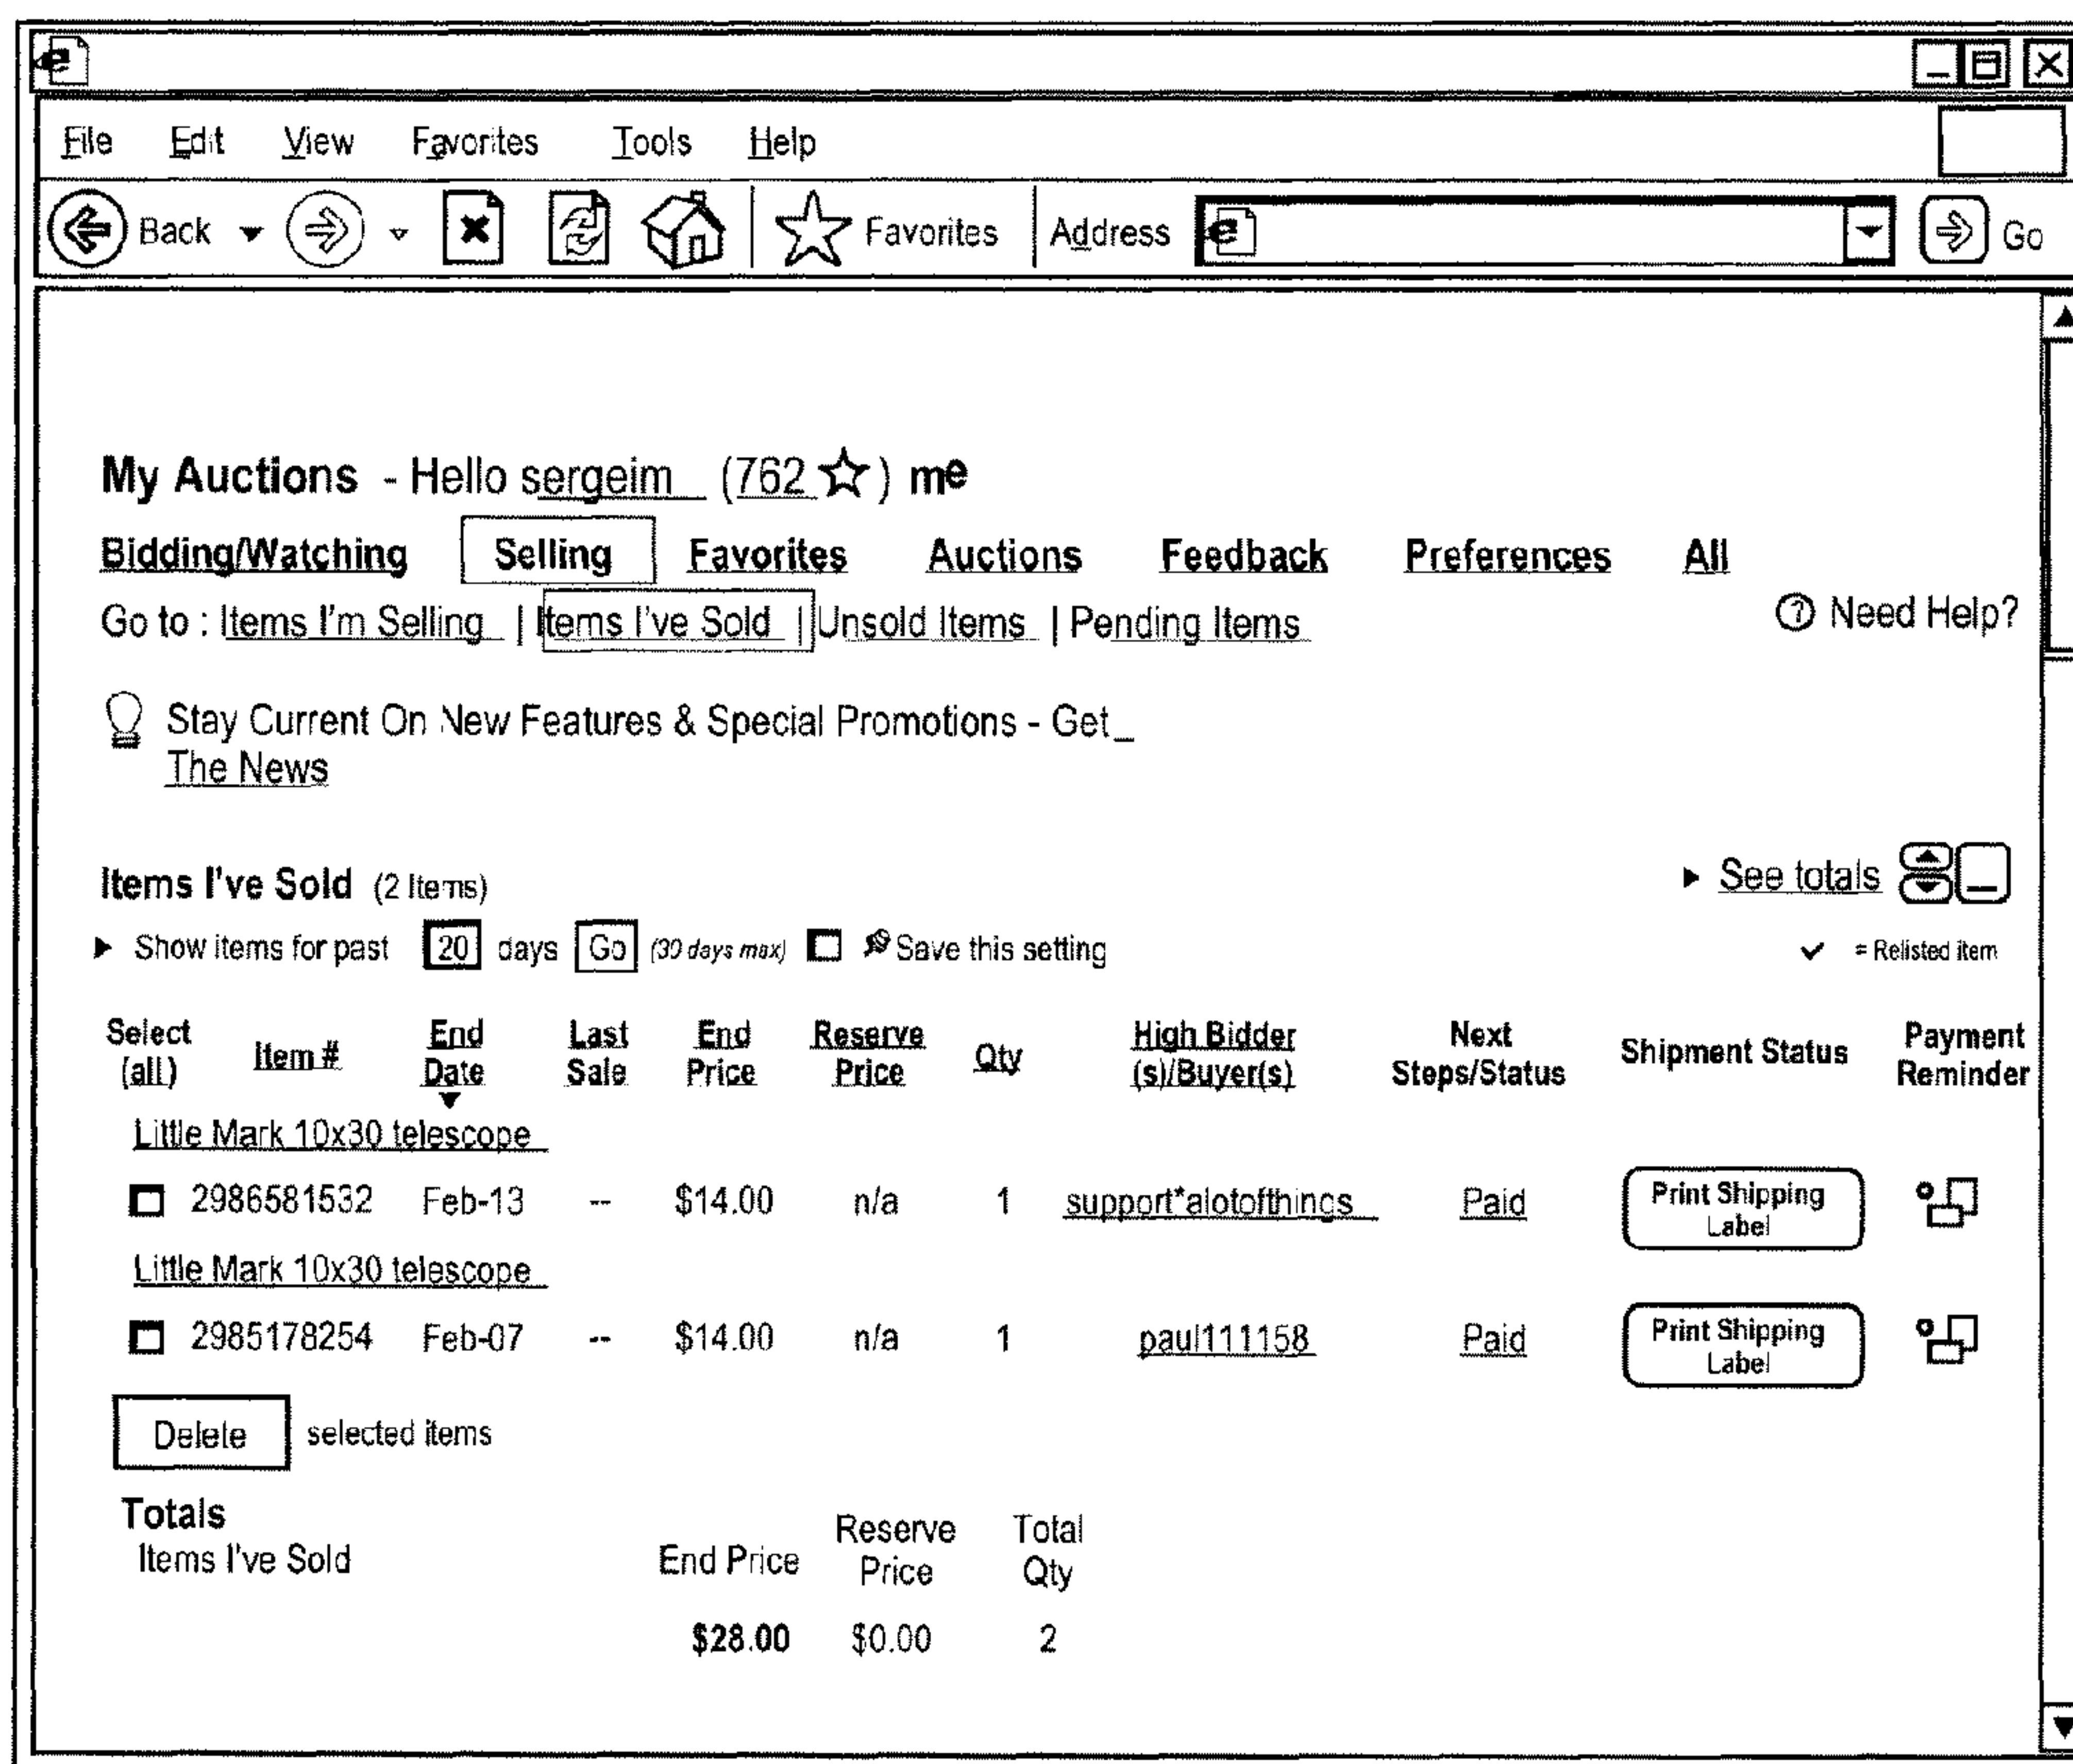 File Edit View Favorites Tools Help
Back Favorites Address Go
My Auctions - Hello sergeim (762 ☆) me
Bidding/Watching Selling Favorites Auctions Feedback Preferences All
Go to : Items I'm Selling | Items I've Sold | Unsold Items | Pending Items
? Need Help?
Stay Current On New Features & Special Promotions - Get
The News
Items I've Sold (2 Items) See totals
Show items for past 20 days Go (30 days max) Save this setting ✓ = Relisted item
Select (all) Item # End Date Last Sale End Price Reserve Price Qty High Bidder (s)/Buyer(s) Next Steps/Status Shipment Status Payment Reminder
Little Mark 10x30 telescope
2986581532 Feb-13 -- $14.00 n/a 1 support*alotofthings Paid Print Shipping Label
Little Mark 10x30 telescope
2985178254 Feb-07 -- $14.00 n/a 1 paul111158 Paid Print Shipping Label
Delete selected items
Totals
Items I've Sold End Price Reserve Price Total Qty
$28.00 $0.00 2